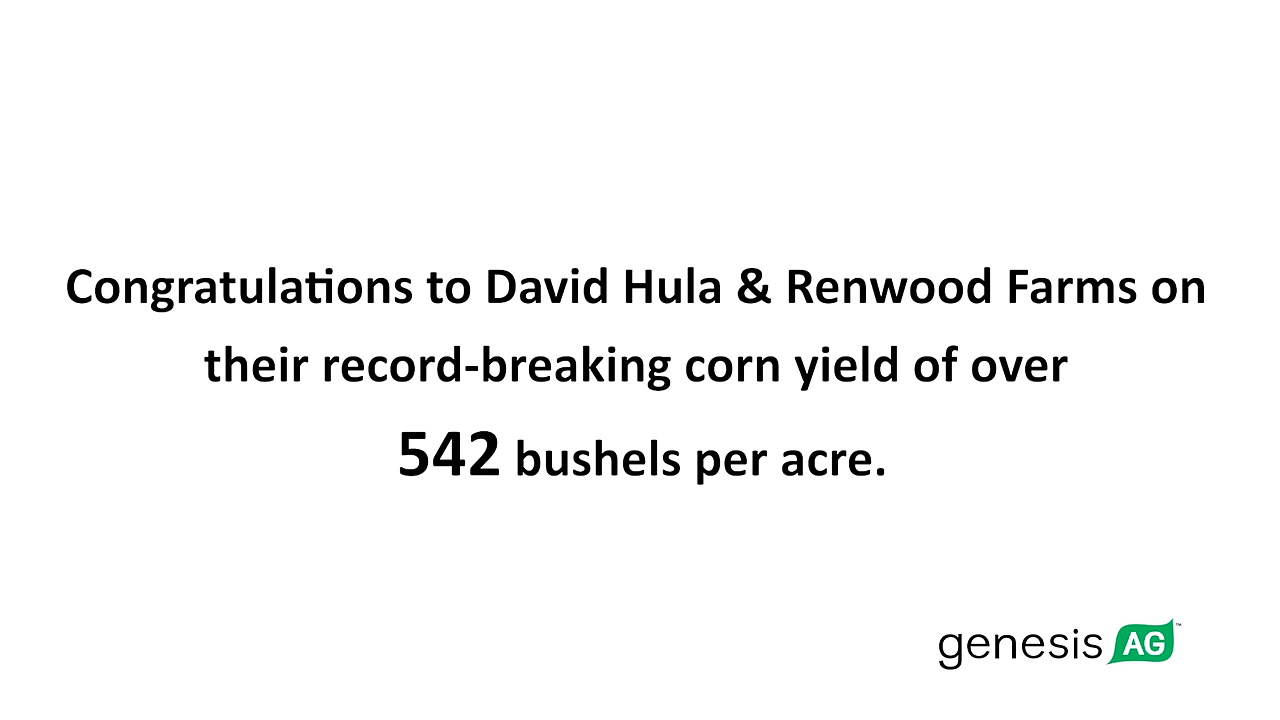 Congratulations to David Hula & Renwood Farms on
their record-breaking corn yield of over
542 bushels per acre.
genesis AG™